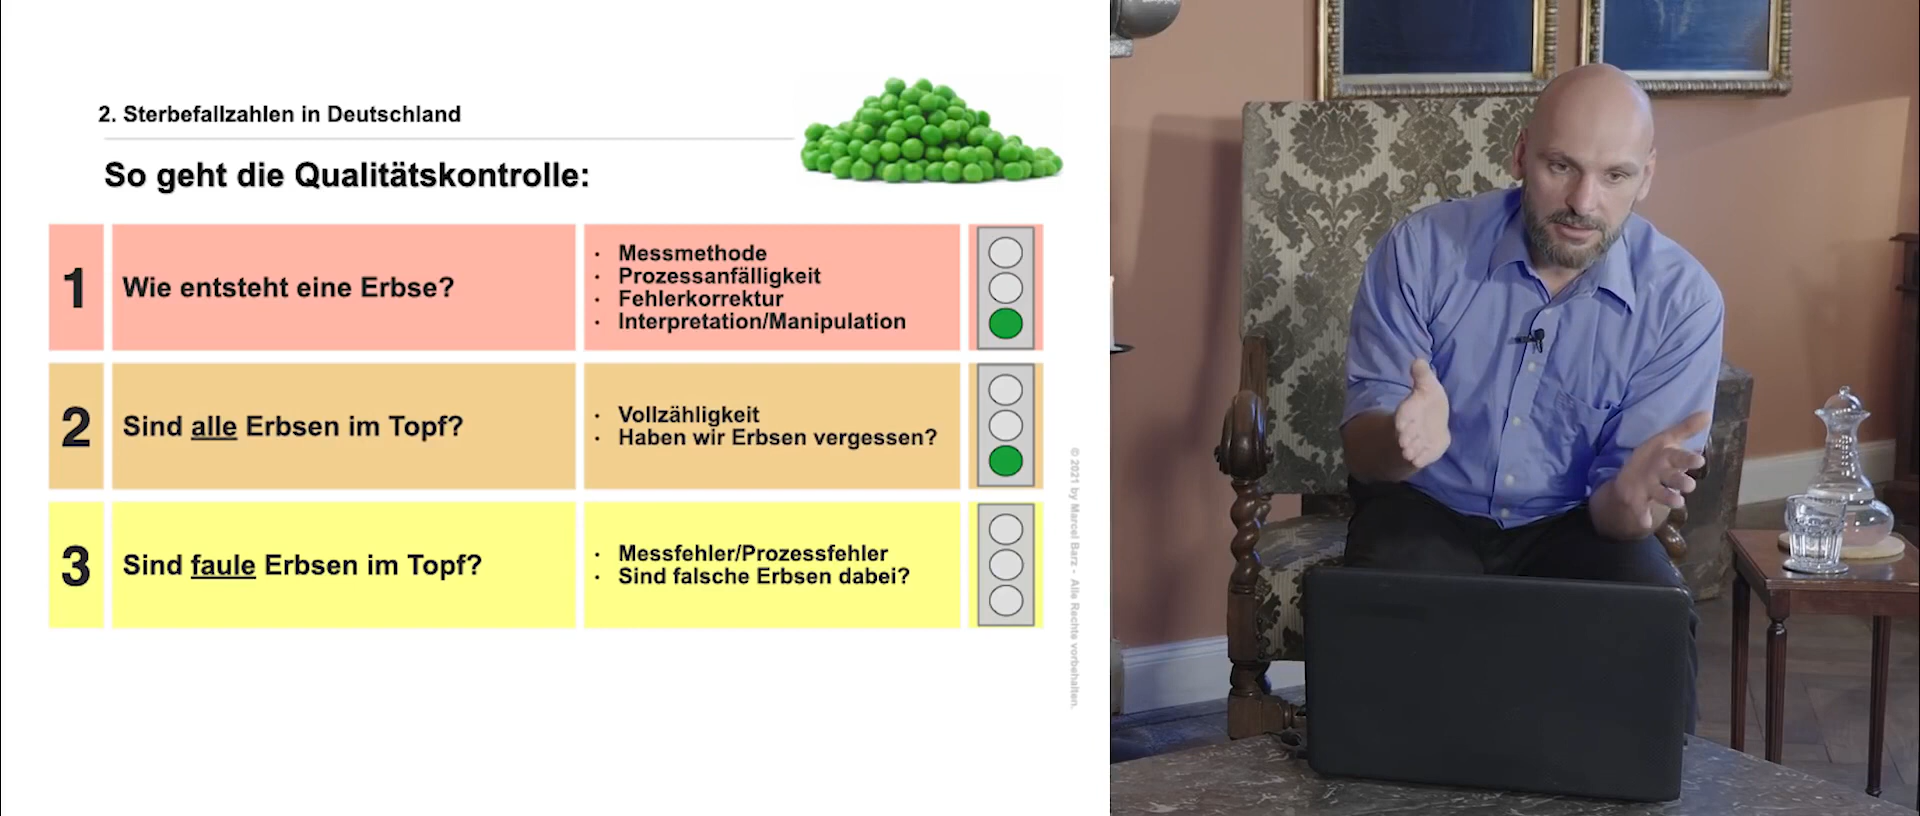 2. Sterbefallzahlen in Deutschland
So geht die Qualitätskontrolle:
1
Wie entsteht eine Erbse?
· Messmethode
· Prozessanfälligkeit
· Fehlerkorrektur
· Interpretation/Manipulation
2
Sind alle Erbsen im Topf?
· Vollzähligkeit
· Haben wir Erbsen vergessen?
3
Sind faule Erbsen im Topf?
· Messfehler/Prozessfehler
· Sind falsche Erbsen dabei?
© 2021 by Marcel Barz - Alle Rechte vorbehalten.